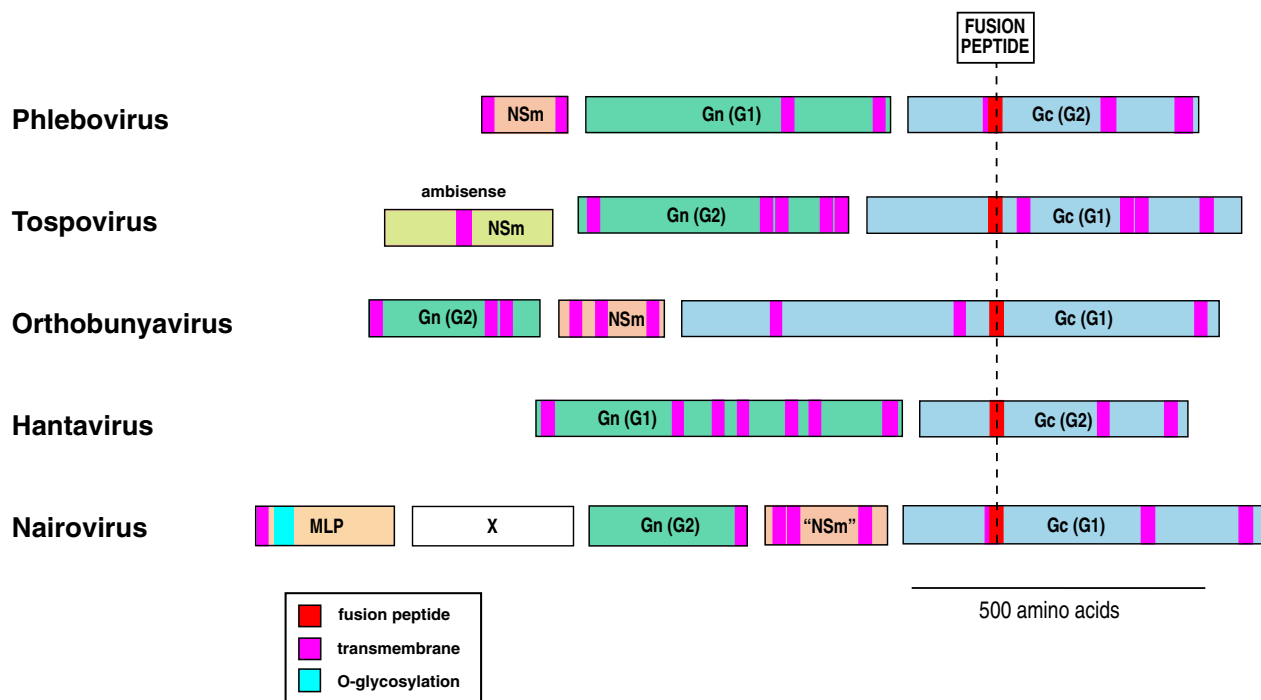 FUSION
PEPTIDE
Phlebovirus
NSm
Gn (G1)
Gc (G2)
ambisense
Tospovirus
NSm
Gn (G2)
Gc (G1)
Orthobunyavirus
Gn (G2)
NSm
Gc (G1)
Hantavirus
Gn (G1)
Gc (G2)
Nairovirus
MLP
X
Gn (G2)
“NSm”
Gc (G1)
500 amino acids
fusion peptide
transmembrane
O-glycosylation